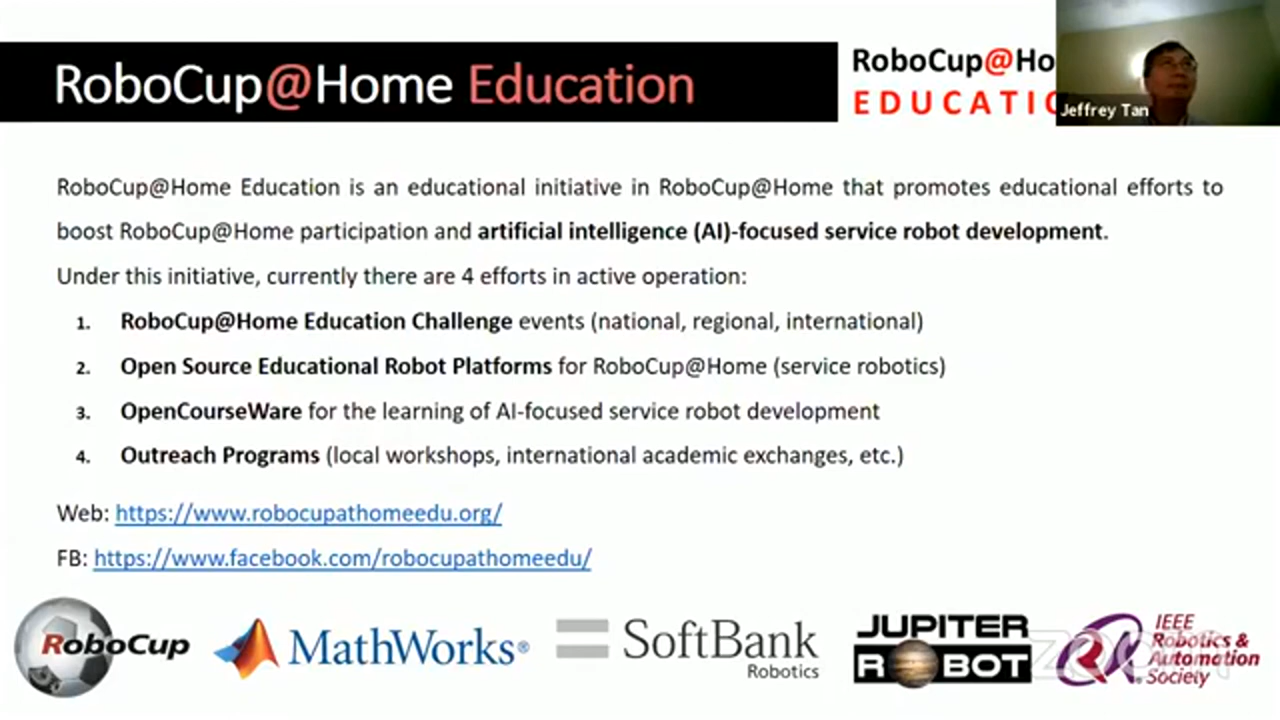 RoboCup@Home Education
RoboCup@Ho
EDUCATIO
Jeffrey Tan
RoboCup@Home Education is an educational initiative in RoboCup@Home that promotes educational efforts to
boost RoboCup@Home participation and artificial intelligence (AI)-focused service robot development.
Under this initiative, currently there are 4 efforts in active operation:
1. RoboCup@Home Education Challenge events (national, regional, international)
2. Open Source Educational Robot Platforms for RoboCup@Home (service robotics)
3. OpenCourseWare for the learning of AI-focused service robot development
4. Outreach Programs (local workshops, international academic exchanges, etc.)
Web: https://www.robocupathomeedu.org/
FB: https://www.facebook.com/robocupathomeedu/
RoboCup
MathWorks®
SoftBank
Robotics
JUPITER
ROBOT
zoom
IEEE
Robotics &
Automation
Society